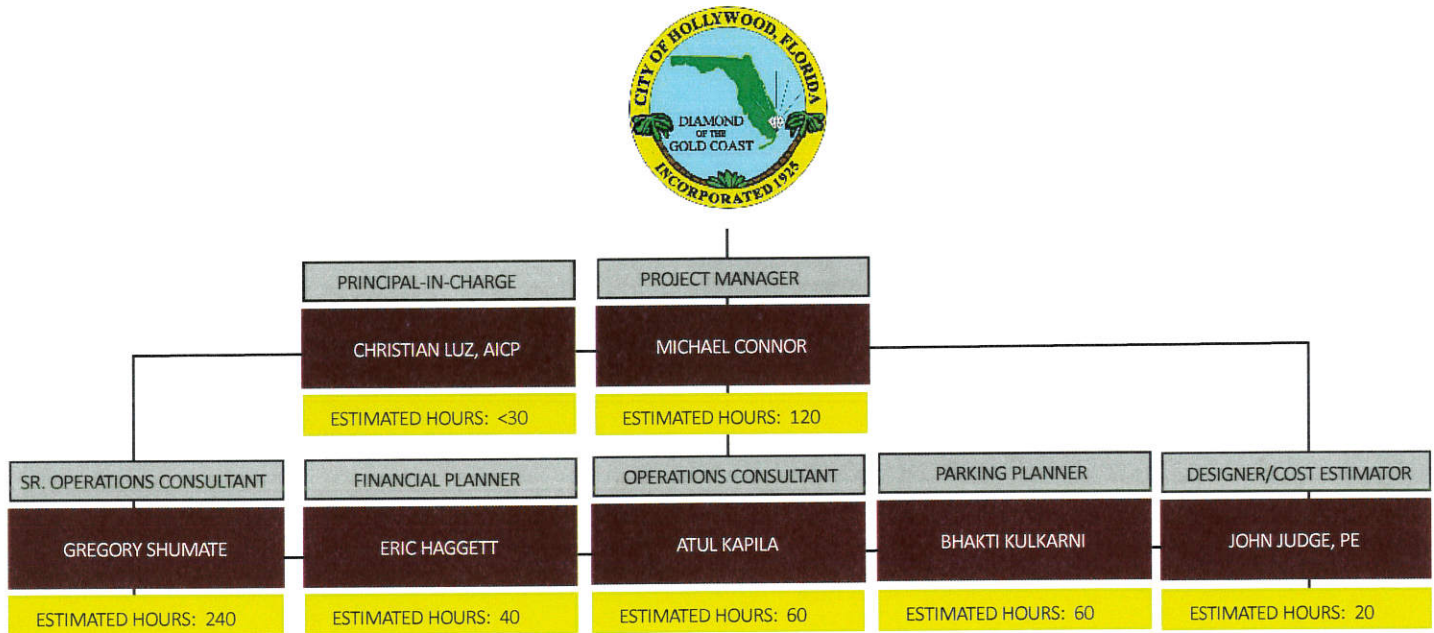 CITY OF HOLLYWOOD, FLORIDA
DIAMOND
OF THE
GOLD COAST
INCORPORATED 1925
PRINCIPAL-IN-CHARGE
CHRISTIAN LUZ, AICP
ESTIMATED HOURS: <30
PROJECT MANAGER
MICHAEL CONNOR
ESTIMATED HOURS: 120
SR. OPERATIONS CONSULTANT
GREGORY SHUMATE
ESTIMATED HOURS: 240
FINANCIAL PLANNER
ERIC HAGGETT
ESTIMATED HOURS: 40
OPERATIONS CONSULTANT
ATUL KAPILA
ESTIMATED HOURS: 60
PARKING PLANNER
BHAKTI KULKARNI
ESTIMATED HOURS: 60
DESIGNER/COST ESTIMATOR
JOHN JUDGE, PE
ESTIMATED HOURS: 20